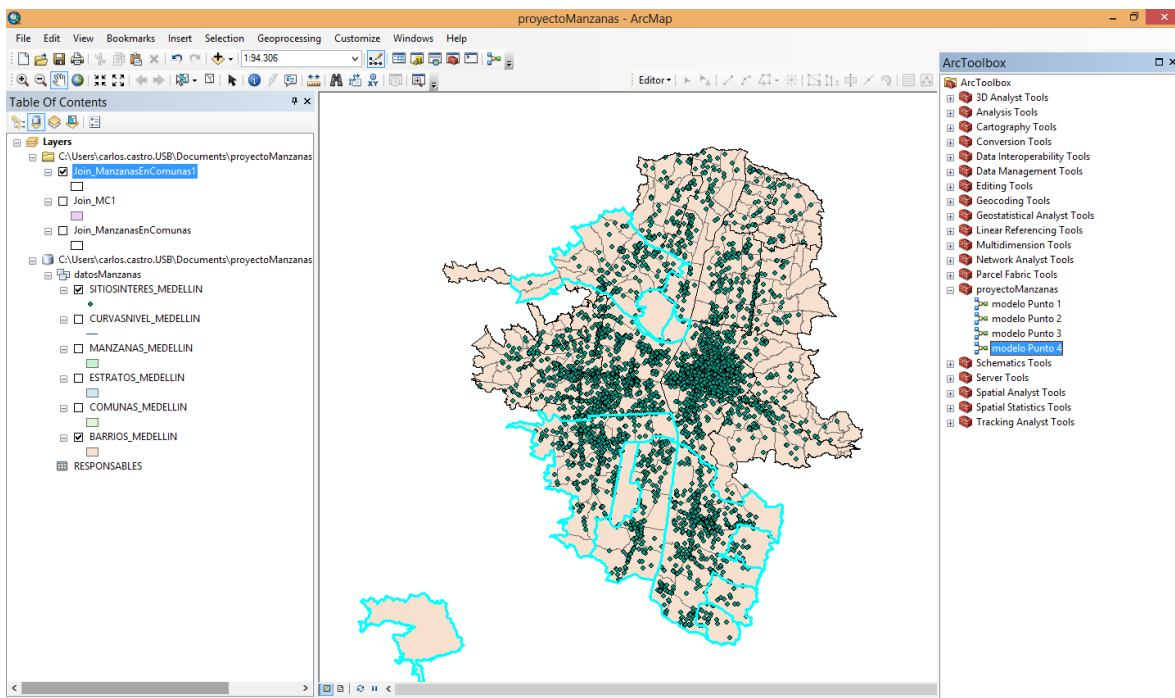 proyectoManzanas - ArcMap
File Edit View Bookmarks Insert Selection Geoprocessing Customize Windows Help
1:94.306
Editor
Table Of Contents
Layers
C:\Users\carlos.castro.USB\Documents\proyectoManzanas
Join_ManzanasEnComunas1
Join_MC1
Join_ManzanasEnComunas
C:\Users\carlos.castro.USB\Documents\proyectoManzanas
datosManzanas
SITIOSINTERES_MEDELLIN
CURVASNIVEL_MEDELLIN
MANZANAS_MEDELLIN
ESTRATOS_MEDELLIN
COMUNAS_MEDELLIN
BARRIOS_MEDELLIN
RESPONSABLES
ArcToolbox
ArcToolbox
3D Analyst Tools
Analysis Tools
Cartography Tools
Conversion Tools
Data Interoperability Tools
Data Management Tools
Editing Tools
Geocoding Tools
Geostatistical Analyst Tools
Linear Referencing Tools
Multidimension Tools
Network Analyst Tools
Parcel Fabric Tools
proyectoManzanas
modelo Punto 1
modelo Punto 2
modelo Punto 3
modelo Punto 4
Schematics Tools
Server Tools
Spatial Analyst Tools
Spatial Statistics Tools
Tracking Analyst Tools